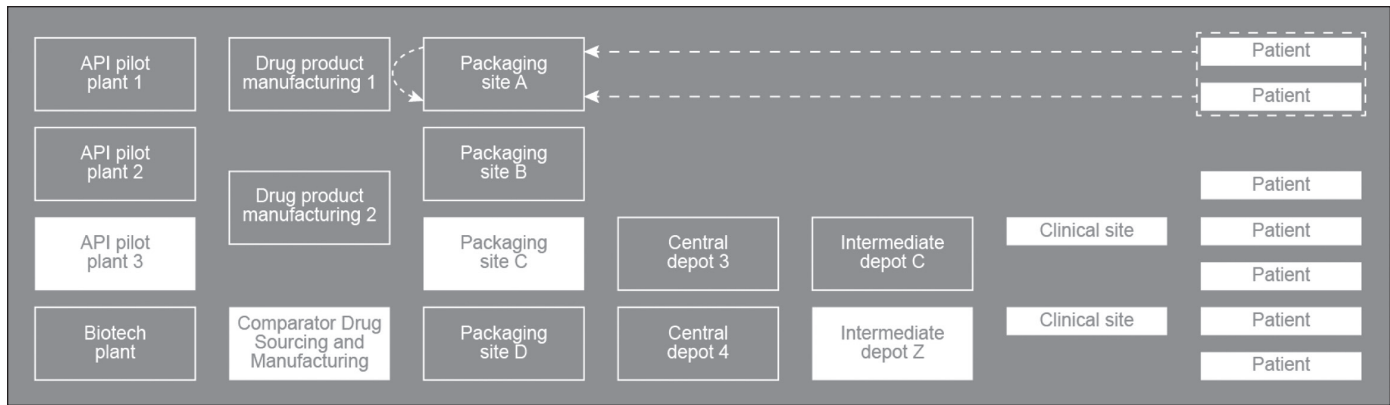 API pilot
plant 1
Drug product
manufacturing 1
Packaging
site A
Patient
Patient
API pilot
plant 2
Drug product
manufacturing 2
Packaging
site B
Patient
API pilot
plant 3
Packaging
site C
Central
depot 3
Intermediate
depot C
Clinical site
Patient
Patient
Biotech
plant
Comparator Drug
Sourcing and
Manufacturing
Packaging
site D
Central
depot 4
Intermediate
depot Z
Clinical site
Patient
Patient